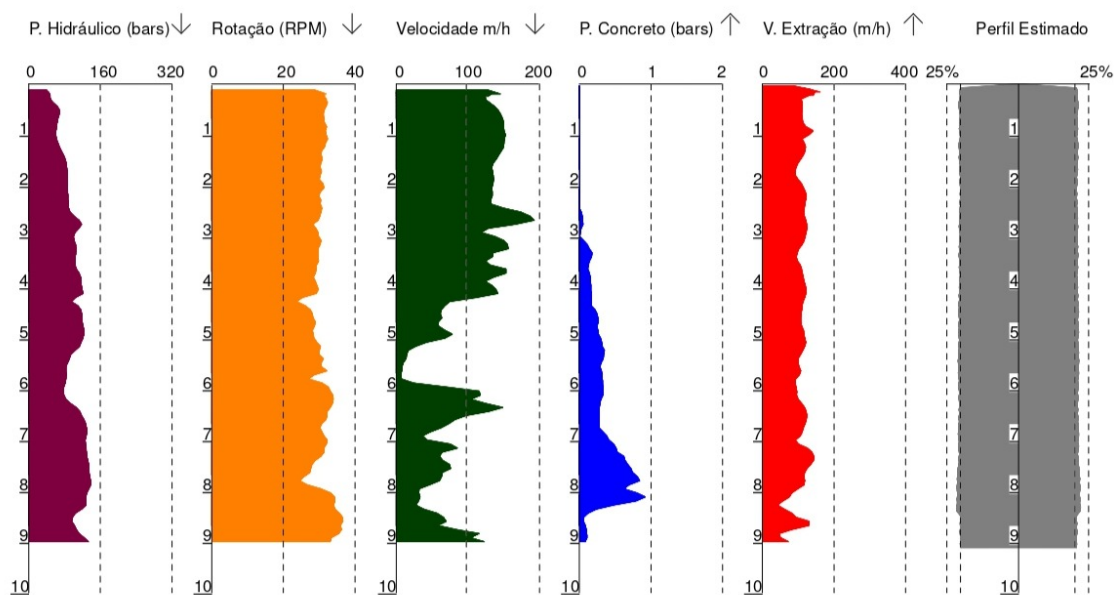 P. Hidráulico (bars) ↓ Rotação (RPM) ↓ Velocidade m/h ↓ P. Concreto (bars) ↑ V. Extração (m/h) ↑ Perfil Estimado
0 160 320 0 20 40 0 100 200 0 1 2 0 200 400 25% 25%
1 1 1 1 1 1
2 2 2 2 2 2
3 3 3 3 3 3
4 4 4 4 4 4
5 5 5 5 5 5
6 6 6 6 6 6
7 7 7 7 7 7
8 8 8 8 8 8
9 9 9 9 9 9
10 10 10 10 10 10